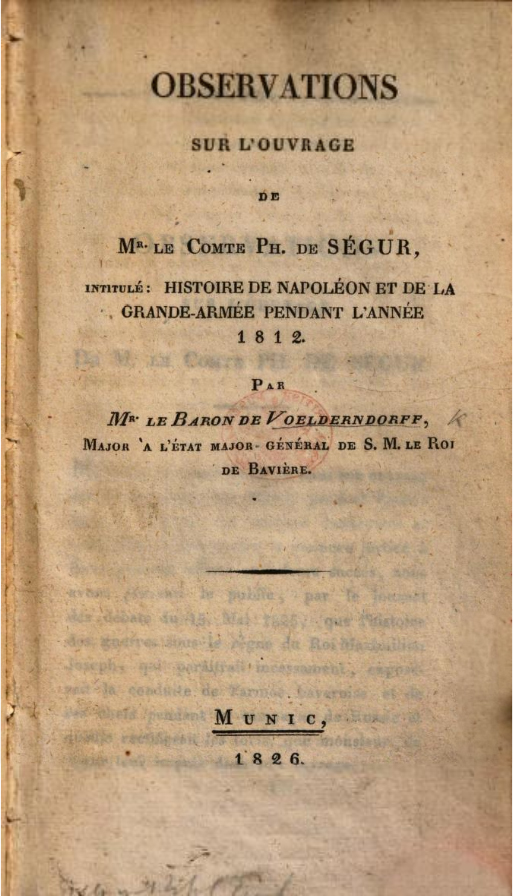 OBSERVATIONS
SUR L'OUVRAGE
DE
MR. LE COMTE PH. DE SÉGUR,
INTITULÉ: HISTOIRE DE NAPOLÉON ET DE LA
GRANDE-ARMÉE PENDANT L'ANNÉE
1812.
PAR
MR. LE BARON DE VOELDERNDORFF,
MAJOR 'A L'ÉTAT MAJOR-GÉNÉRAL DE S. M. LE ROI
DE BAVIÈRE.
MUNIC,
1826.